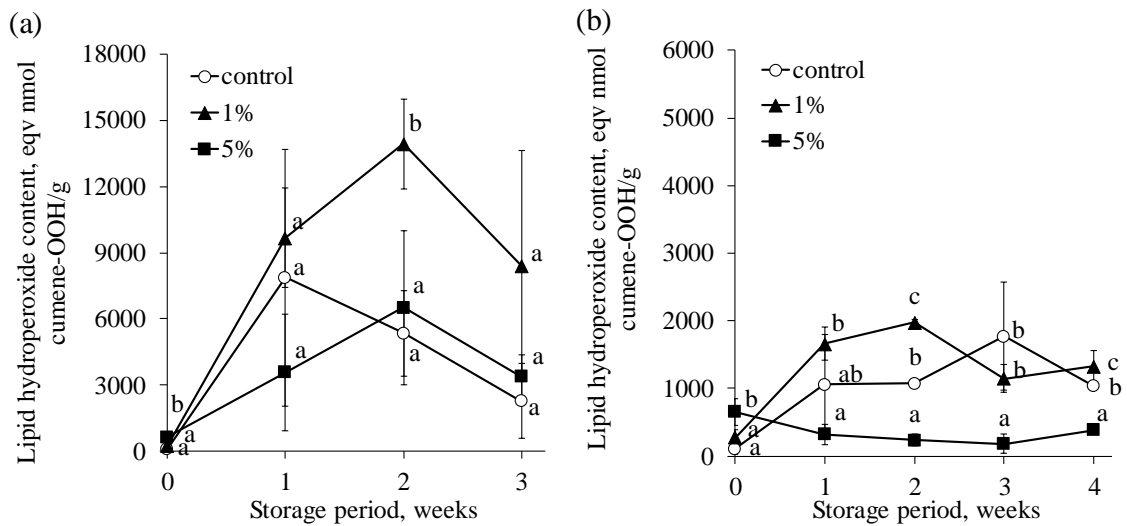 (a)
Lipid hydroperoxide content, eqv nmol
cumene-OOH/g
18000
15000
12000
9000
6000
3000
0
control
1%
5%
b
a
a
a
a
a
b
a
a
a
a
a
0
1
2
3
Storage period, weeks
(b)
Lipid hydroperoxide content, eqv nmol
cumene-OOH/g
6000
5000
4000
3000
2000
1000
0
control
1%
5%
b
a
a
b
ab
a
c
b
a
b
b
a
c
b
a
0
1
2
3
4
Storage period, weeks